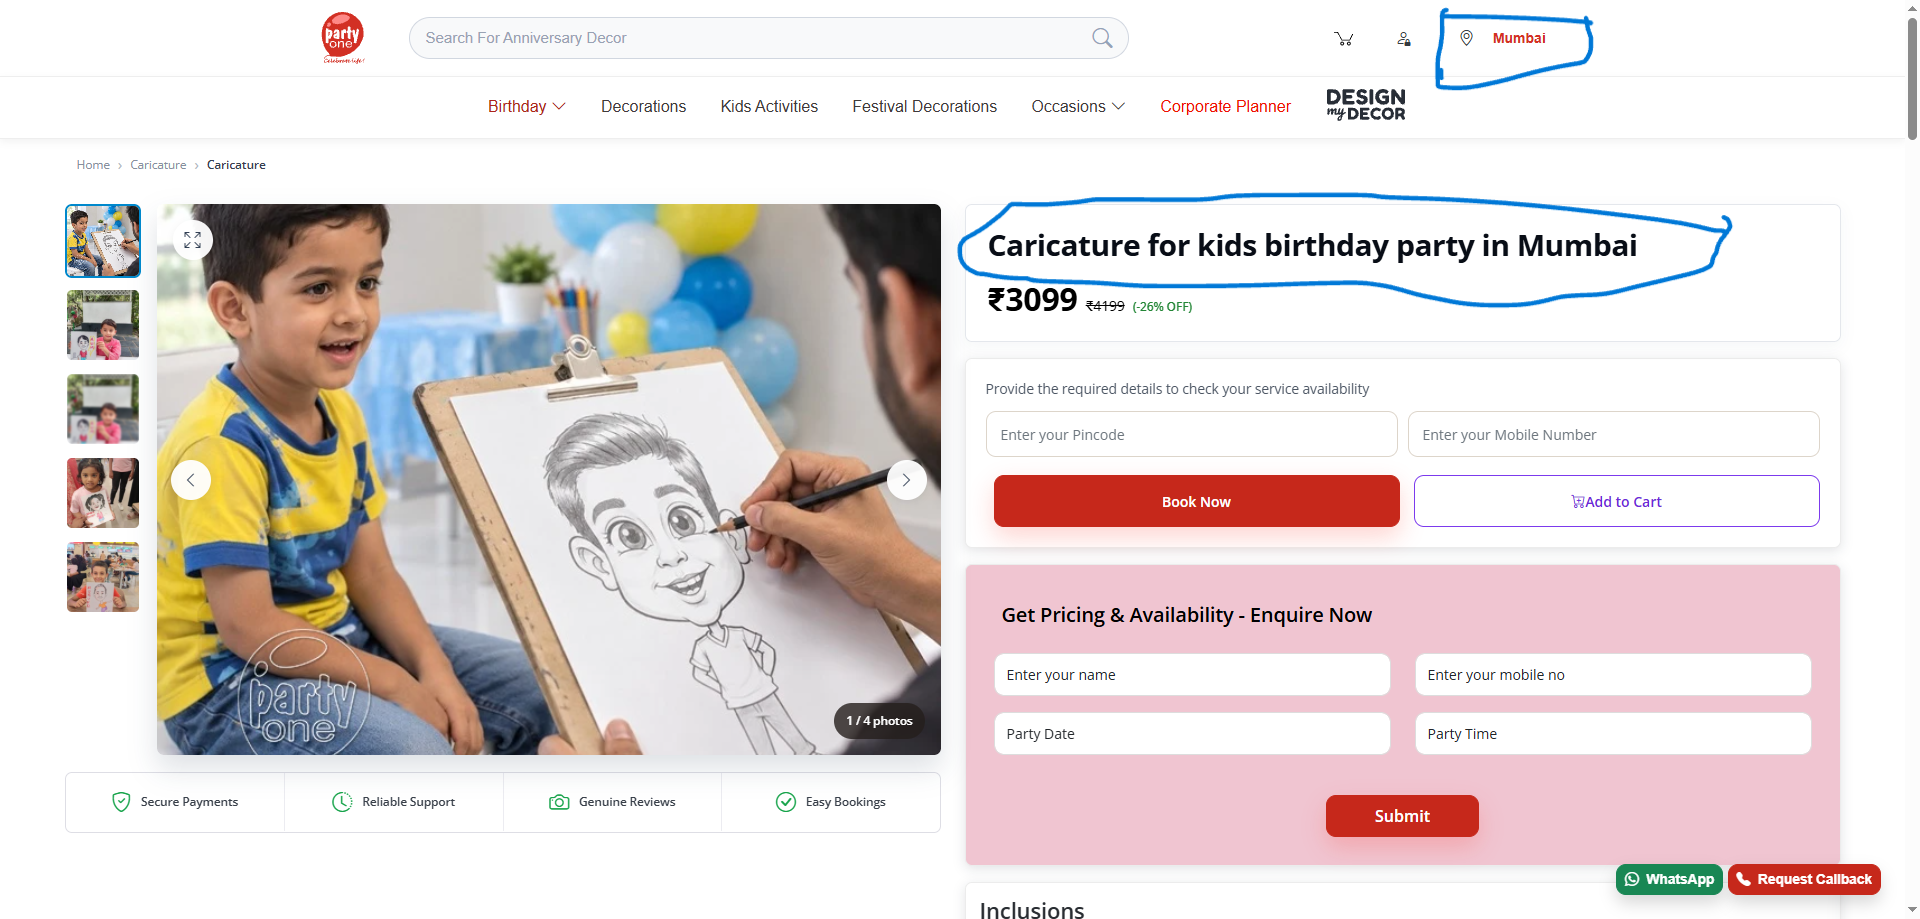 party
one
Celebrate life!
Search For Anniversary Decor
Mumbai
Birthday
Decorations
Kids Activities
Festival Decorations
Occasions
Corporate Planner
DESIGN
my DECOR
Home › Caricature › Caricature
Caricature for kids birthday party in Mumbai
₹3099 ₹4199 (-26% OFF)
Provide the required details to check your service availability
Enter your Pincode
Enter your Mobile Number
Book Now
Add to Cart
Get Pricing & Availability - Enquire Now
Enter your name
Enter your mobile no
Party Date
Party Time
Submit
party
one
1 / 4 photos
Secure Payments
Reliable Support
Genuine Reviews
Easy Bookings
WhatsApp
Request Callback
Inclusions